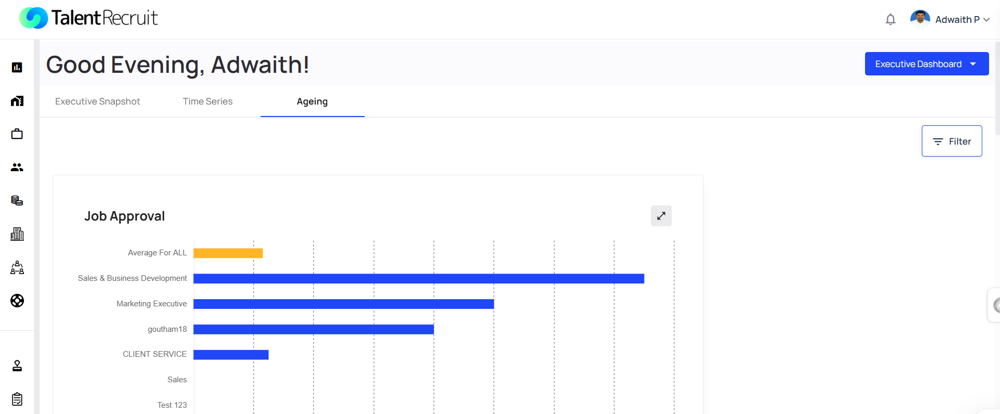 TalentRecruit
Adwaith P
Good Evening, Adwaith!
Executive Dashboard
Executive Snapshot
Time Series
Ageing
Filter
Job Approval
Average For ALL
Sales & Business Development
Marketing Executive
goutham18
CLIENT SERVICE
Sales
Test 123